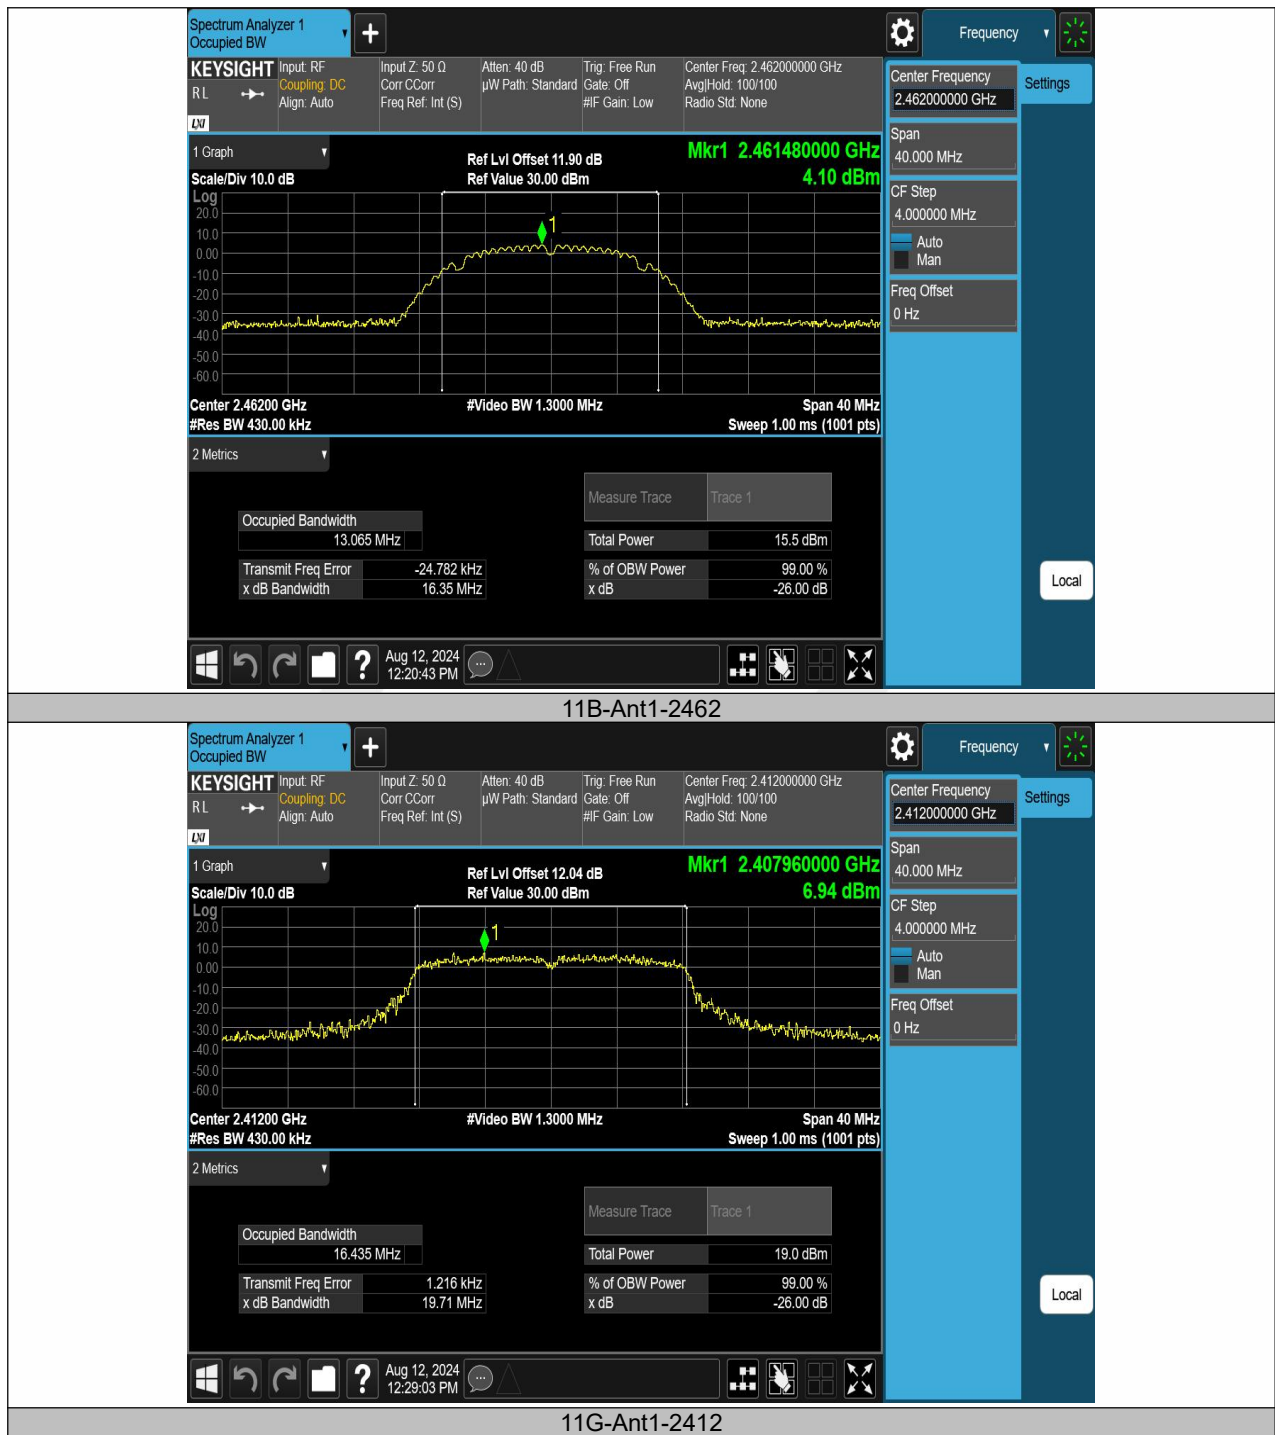 Spectrum Analyzer 1
Occupied BW
Frequency
KEYSIGHT
R L
LXI
Input: RF
Coupling: DC
Align: Auto
Input Z: 50 Ω
Corr CCorr
Freq Ref: Int (S)
Atten: 40 dB
µW Path: Standard
Trig: Free Run
Gate: Off
#IF Gain: Low
Center Freq: 2.462000000 GHz
Avg|Hold: 100/100
Radio Std: None
Center Frequency
2.462000000 GHz
Settings
Span
40.000 MHz
CF Step
4.000000 MHz
Auto
Man
Freq Offset
0 Hz
Local
1 Graph
Scale/Div 10.0 dB
Ref Lvl Offset 11.90 dB
Ref Value 30.00 dBm
Mkr1 2.461480000 GHz
4.10 dBm
Log
20.0
10.0
0.00
-10.0
-20.0
-30.0
-40.0
-50.0
-60.0
1
Center 2.46200 GHz
#Video BW 1.3000 MHz
Span 40 MHz
#Res BW 430.00 kHz
Sweep 1.00 ms (1001 pts)
2 Metrics
Measure Trace
Trace 1
Occupied Bandwidth
13.065 MHz
Total Power
15.5 dBm
Transmit Freq Error
-24.782 kHz
% of OBW Power
99.00 %
x dB Bandwidth
16.35 MHz
x dB
-26.00 dB
Aug 12, 2024
12:20:43 PM
11B-Ant1-2462
Spectrum Analyzer 1
Occupied BW
Frequency
KEYSIGHT
R L
LXI
Input: RF
Coupling: DC
Align: Auto
Input Z: 50 Ω
Corr CCorr
Freq Ref: Int (S)
Atten: 40 dB
µW Path: Standard
Trig: Free Run
Gate: Off
#IF Gain: Low
Center Freq: 2.412000000 GHz
Avg|Hold: 100/100
Radio Std: None
Center Frequency
2.412000000 GHz
Settings
Span
40.000 MHz
CF Step
4.000000 MHz
Auto
Man
Freq Offset
0 Hz
Local
1 Graph
Scale/Div 10.0 dB
Ref Lvl Offset 12.04 dB
Ref Value 30.00 dBm
Mkr1 2.407960000 GHz
6.94 dBm
Log
20.0
10.0
0.00
-10.0
-20.0
-30.0
-40.0
-50.0
-60.0
1
Center 2.41200 GHz
#Video BW 1.3000 MHz
Span 40 MHz
#Res BW 430.00 kHz
Sweep 1.00 ms (1001 pts)
2 Metrics
Measure Trace
Trace 1
Occupied Bandwidth
16.435 MHz
Total Power
19.0 dBm
Transmit Freq Error
1.216 kHz
% of OBW Power
99.00 %
x dB Bandwidth
19.71 MHz
x dB
-26.00 dB
Aug 12, 2024
12:29:03 PM
11G-Ant1-2412